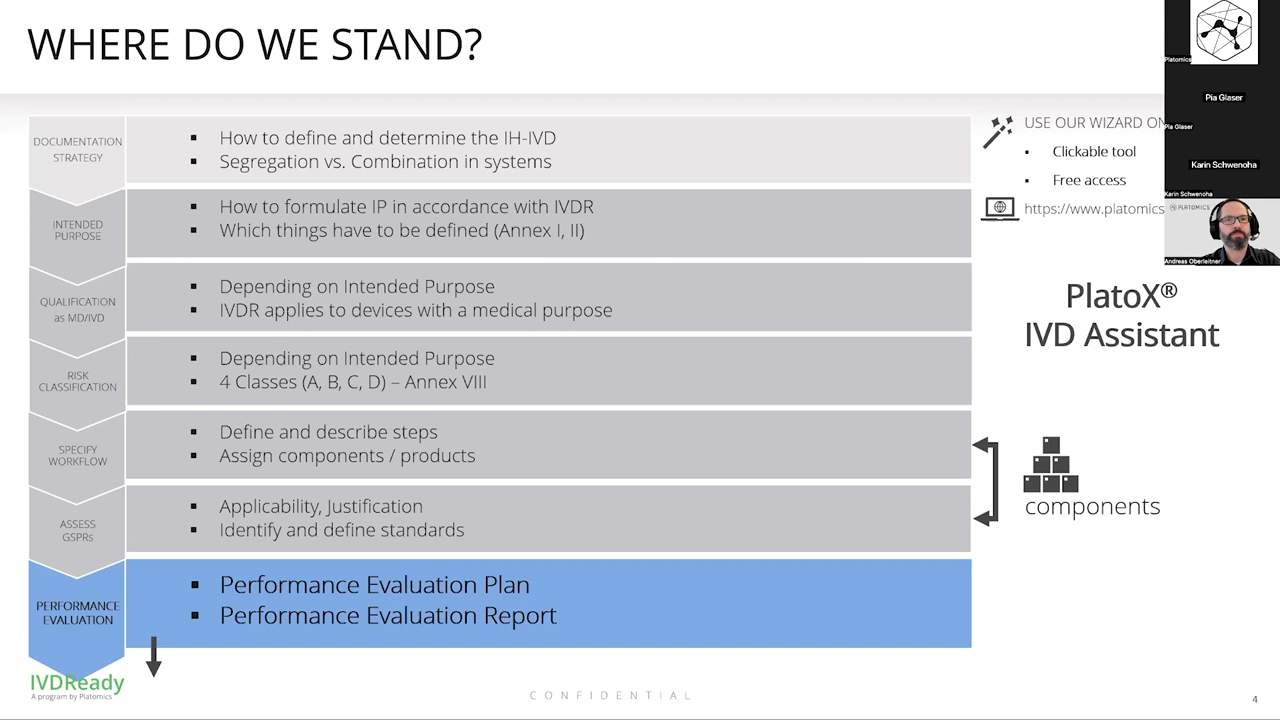 WHERE DO WE STAND?
DOCUMENTATION
STRATEGY
▪ How to define and determine the IH-IVD
▪ Segregation vs. Combination in systems
INTENDED
PURPOSE
▪ How to formulate IP in accordance with IVDR
▪ Which things have to be defined (Annex I, II)
QUALIFICATION
as MD/IVD
▪ Depending on Intended Purpose
▪ IVDR applies to devices with a medical purpose
RISK
CLASSIFICATION
▪ Depending on Intended Purpose
▪ 4 Classes (A, B, C, D) – Annex VIII
SPECIFY
WORKFLOW
▪ Define and describe steps
▪ Assign components / products
ASSESS
GSPRs
▪ Applicability, Justification
▪ Identify and define standards
PERFORMANCE
EVALUATION
▪ Performance Evaluation Plan
▪ Performance Evaluation Report
USE OUR WIZARD ON
▪ Clickable tool
▪ Free access
https://www.platomics
PlatoX®
IVD Assistant
components
Platomics
Pia Glaser
Pia Glaser
Karin Schwenoha
Karin Schwenoha
PLATOMICS
Andreas Oberleitner
IVDReady
A program by Platomics
CONFIDENTIAL
4